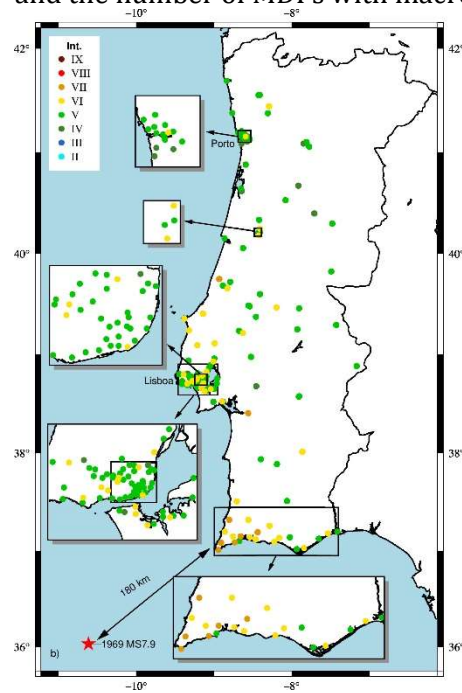 and the number of MDPs with macro
−10° −8°
42° 42°
Int.
IX
VIII
VII
VI
V
IV
III
II
Porto
40° 40°
Lisboa
38° 38°
180 km
36° b) 1969 MS7.9 36°
−10° −8°